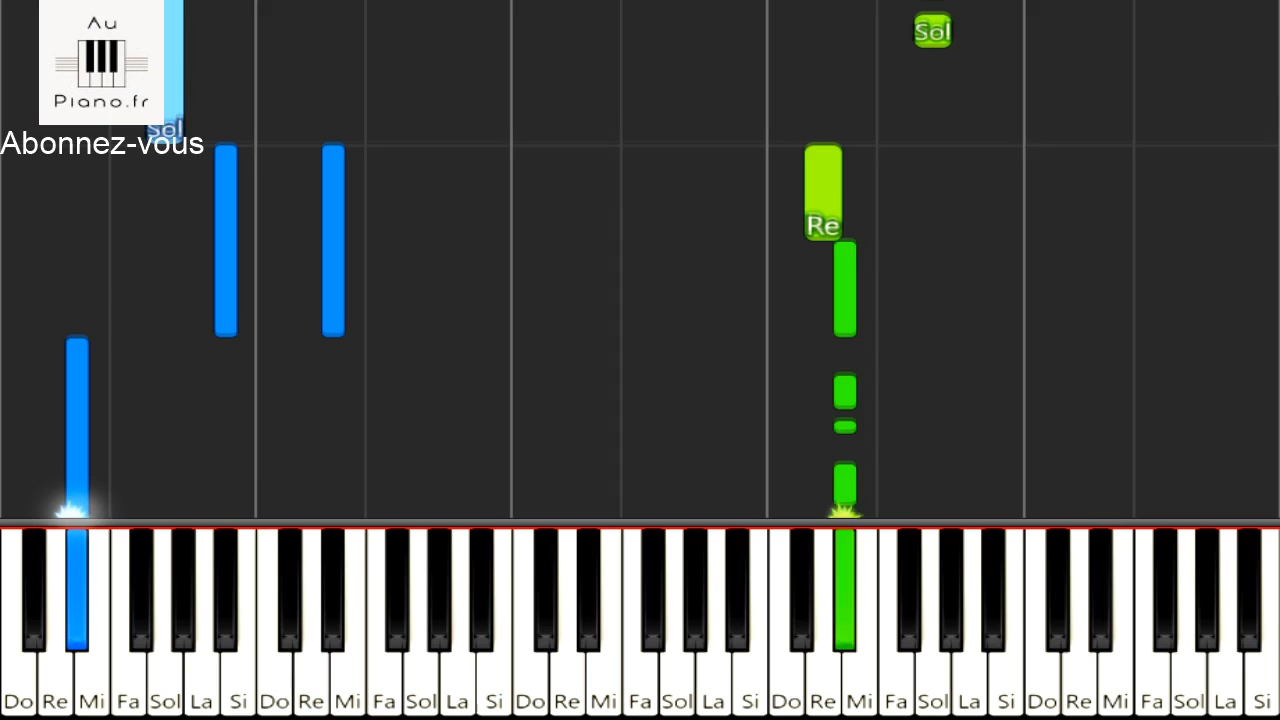 Au
Piano.fr
Sol
Abonnez-vous
Sol
Re
Do Re Mi Fa Sol La Si Do Re Mi Fa Sol La Si Do Re Mi Fa Sol La Si Do Re Mi Fa Sol La Si Do Re Mi Fa Sol La Si